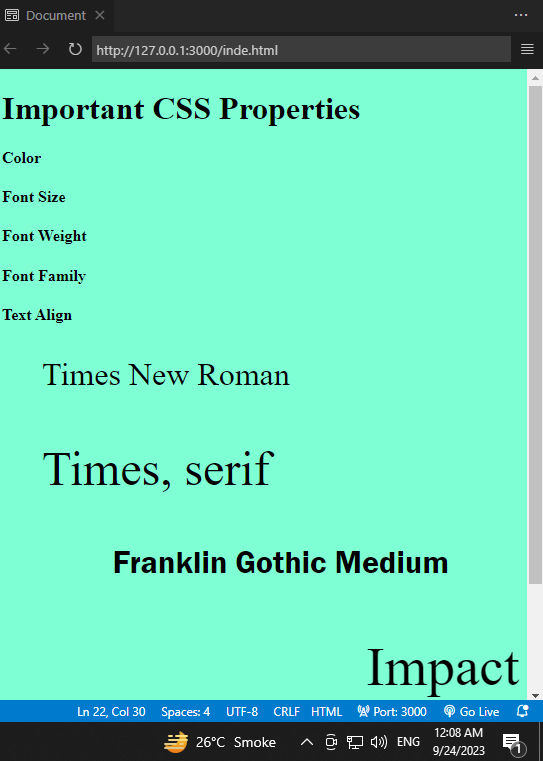 Document
http://127.0.0.1:3000/inde.html
Important CSS Properties
Color
Font Size
Font Weight
Font Family
Text Align
Times New Roman
Times, serif
Franklin Gothic Medium
Impact
Ln 22, Col 30 Spaces: 4 UTF-8 CRLF HTML Port: 3000 Go Live
26°C Smoke ENG 12:08 AM
9/24/2023 1